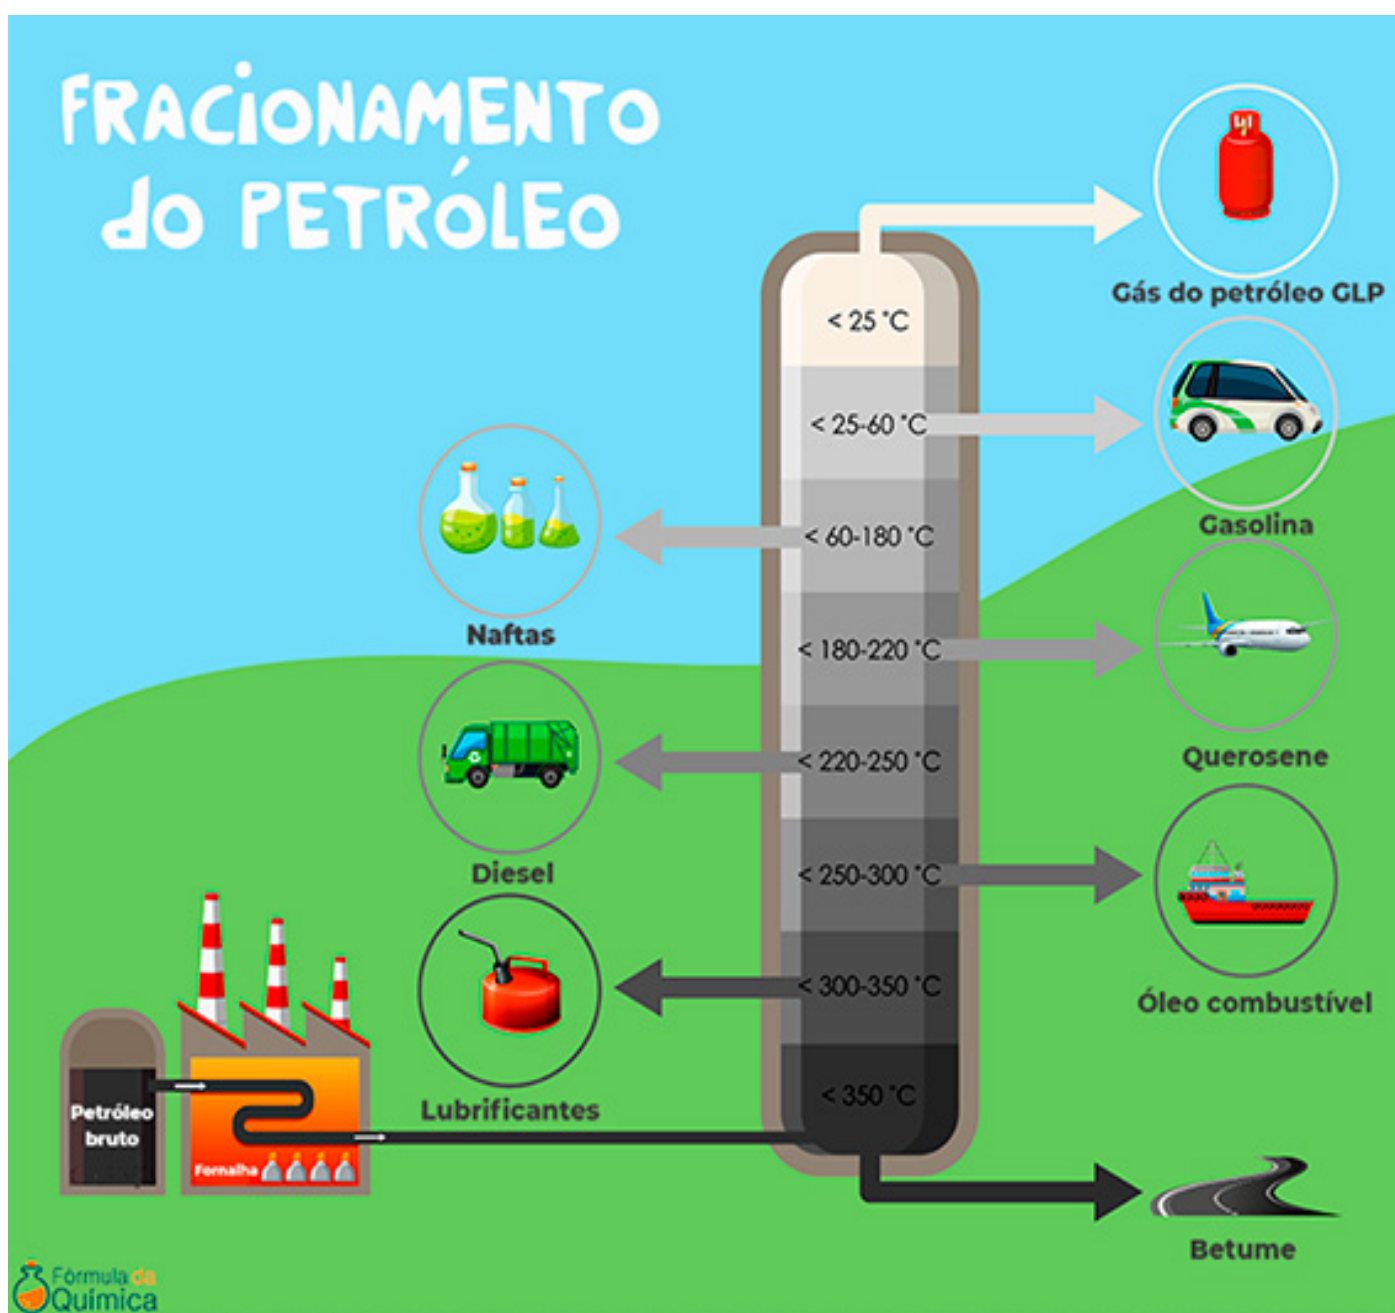 FRACIONAMENTO
do PETRÓLEO
Gás do petróleo GLP
< 25 °C
< 25-60 °C
Gasolina
< 60-180 °C
Naftas
< 180-220 °C
Querosene
< 220-250 °C
Diesel
< 250-300 °C
Óleo combustível
< 300-350 °C
Lubrificantes
< 350 °C
Petróleo
bruto
Fornalha
Betume
Fórmula da
Química